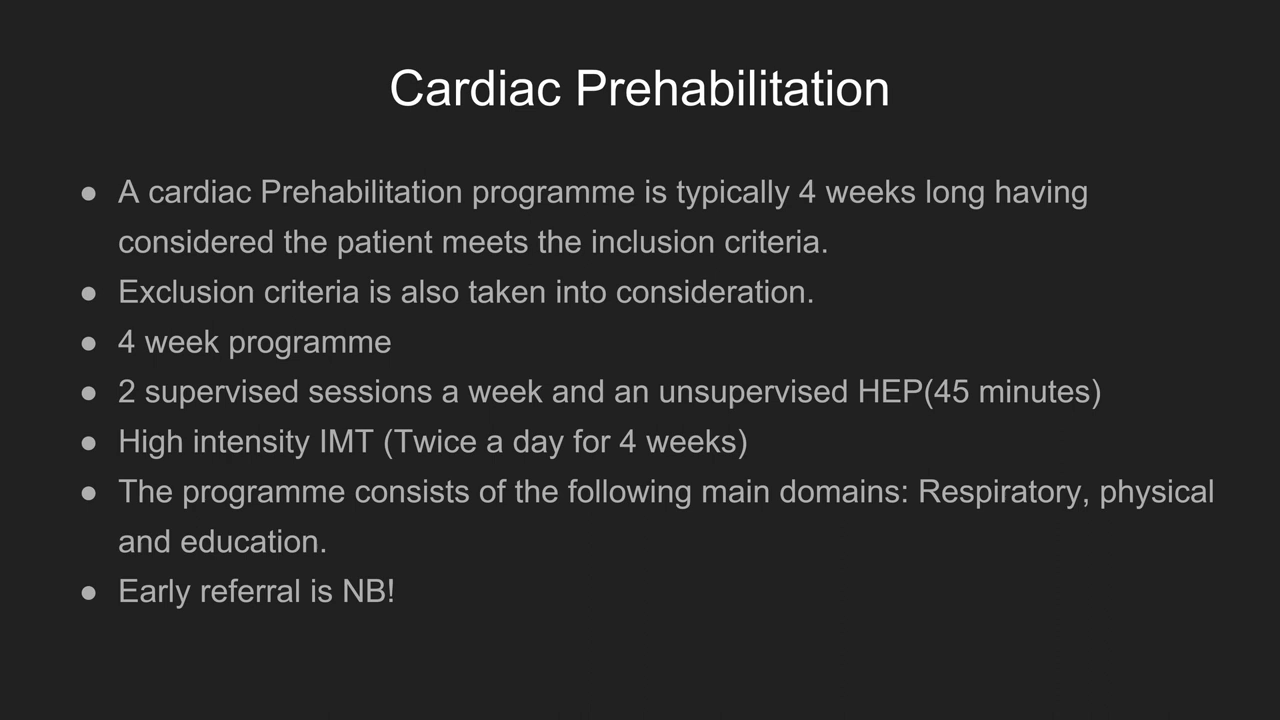 Cardiac Prehabilitation
● A cardiac Prehabilitation programme is typically 4 weeks long having
considered the patient meets the inclusion criteria.
● Exclusion criteria is also taken into consideration.
● 4 week programme
● 2 supervised sessions a week and an unsupervised HEP(45 minutes)
● High intensity IMT (Twice a day for 4 weeks)
● The programme consists of the following main domains: Respiratory, physical
and education.
● Early referral is NB!